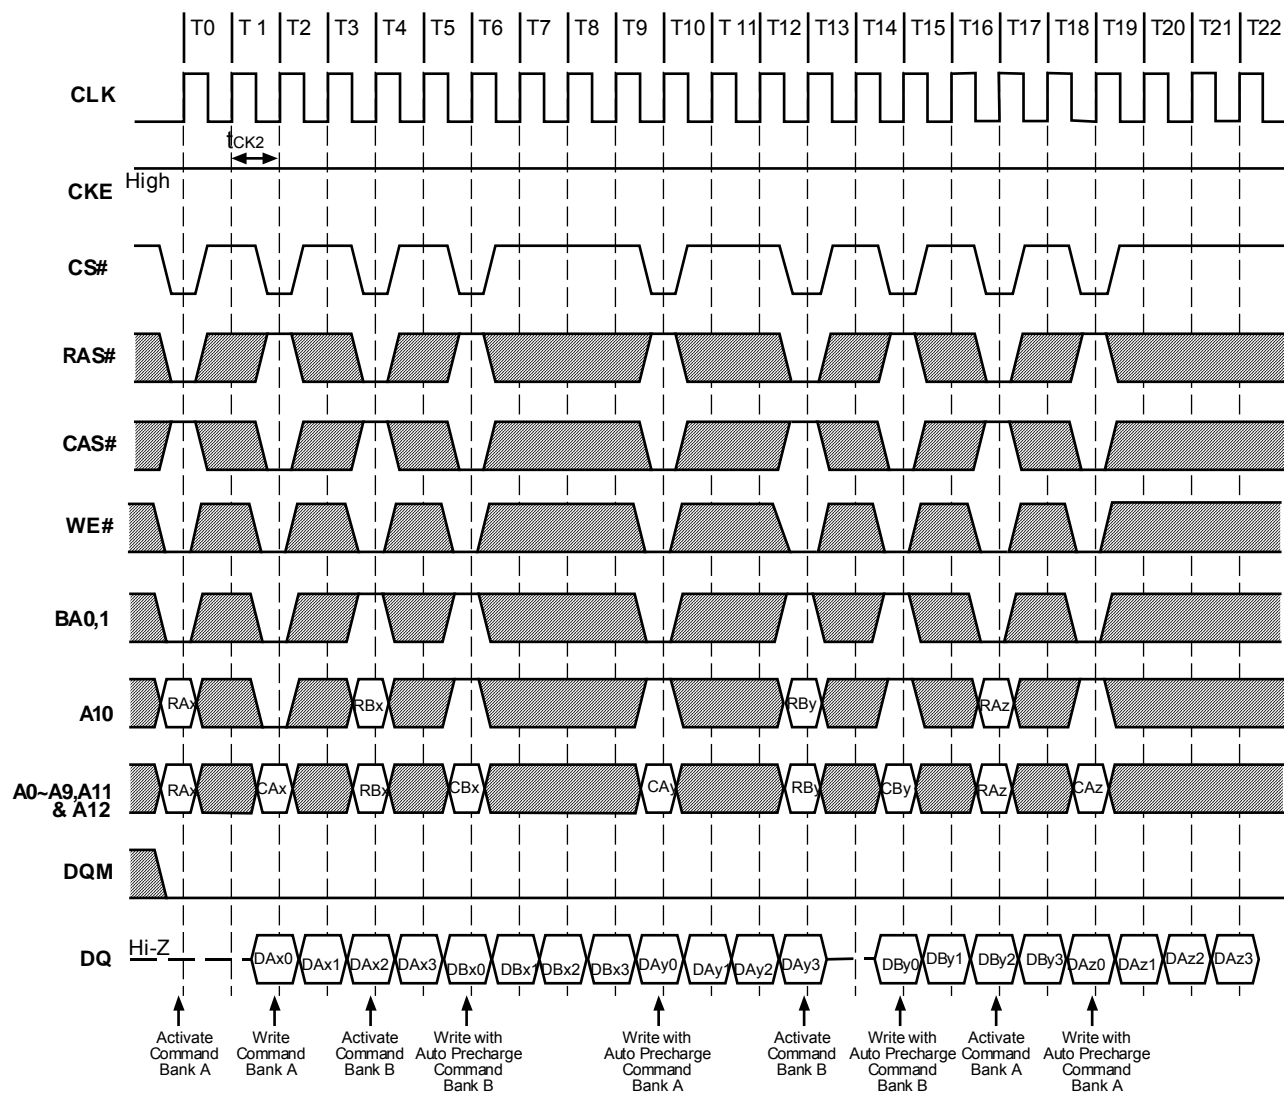 T0 T 1 T2 T3 T4 T5 T6 T7 T8 T9 T10 T 11 T12 T13 T14 T15 T16 T17 T18 T19 T20 T21 T22
CLK
tCK2
High
CKE
CS#
RAS#
CAS#
WE#
BA0,1
A10
RAx RBx RBy RAz
A0~A9,A11
& A12
RAx CAx RBx CBx CAy RBy CBy RAz CAz
DQM
DQ
Hi-Z
DAx0 DAx1 DAx2 DAx3 DBx0 DBx1 DBx2 DBx3 DAy0 DAy1 DAy2 DAy3 DBy0 DBy1 DBy2 DBy3 DAz0 DAz1 DAz2 DAz3
Activate
Command
Bank A
Write
Command
Bank A
Activate
Command
Bank B
Write with
Auto Precharge
Command
Bank B
Write with
Auto Precharge
Command
Bank A
Activate
Command
Bank B
Write with
Auto Precharge
Command
Bank B
Activate
Command
Bank A
Write with
Auto Precharge
Command
Bank A